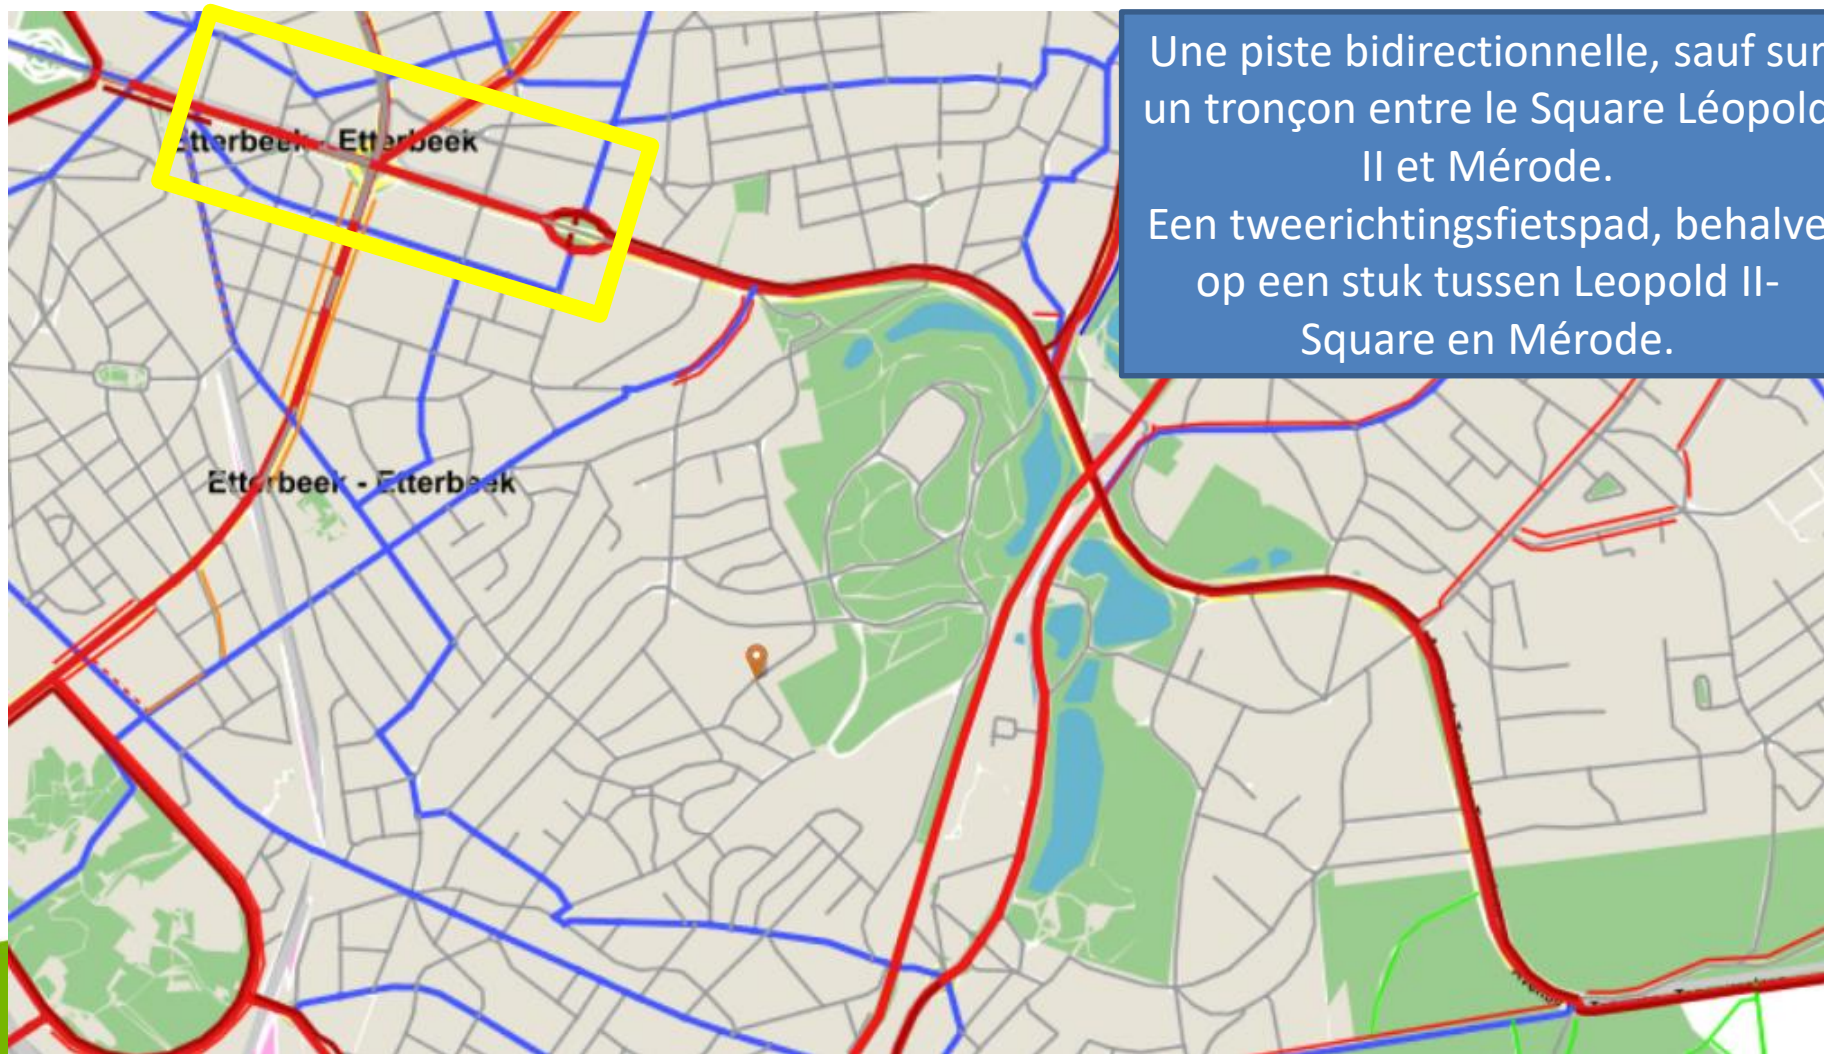 Une piste bidirectionnelle, sauf sur
un tronçon entre le Square Léopold
II et Mérode.
Een tweerichtingsfietspad, behalve
op een stuk tussen Leopold II-
Square en Mérode.
Etterbeek - Etterbeek
Etterbeek - Etterbeek